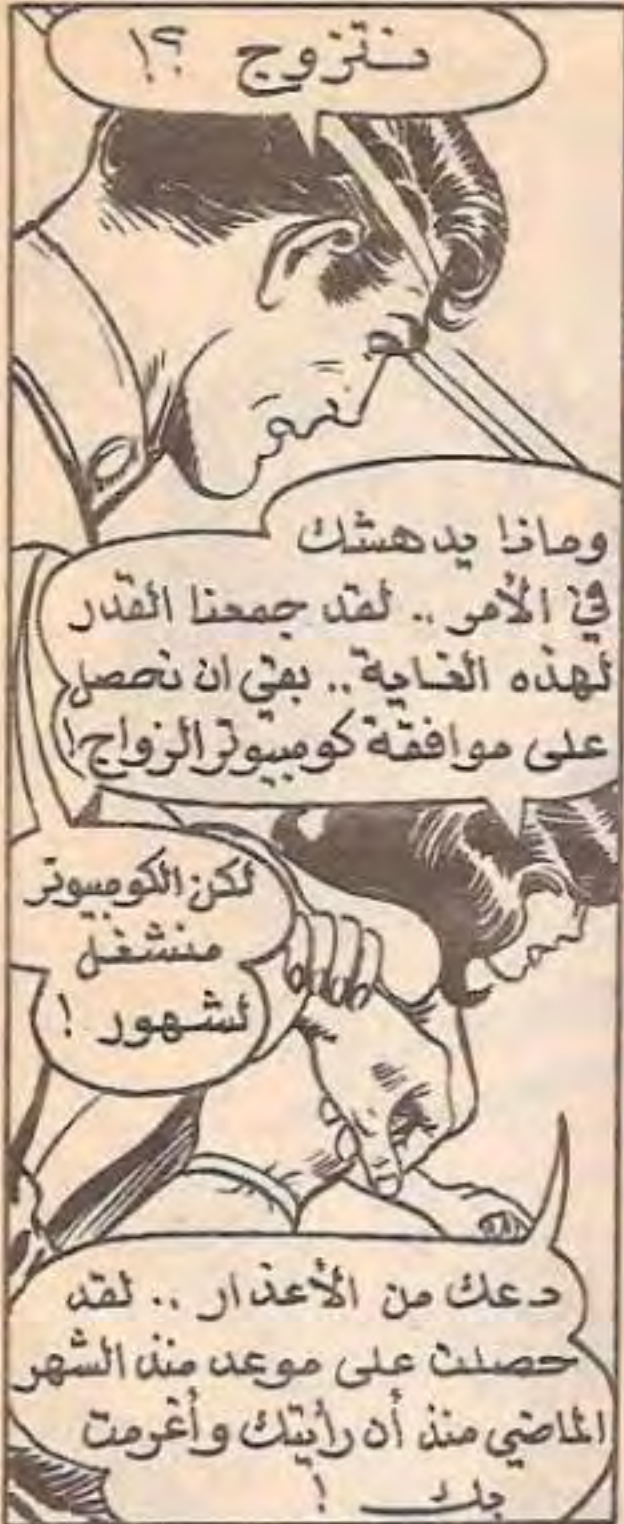 نتزوج ؟!
وماذا يدهشك
في الأمر .. لقد جمعنا القدر
لهذه الغاية .. بقي ان نحصل
على موافقة كومبيوتر الزواج !
لكن الكومبيوتر
منشغل
لشهور !
دعك من الأعذار .. لقد
حصلت على موعد منذ الشهر
الماضي منذ أن رأيتك وأغرمت
بك !